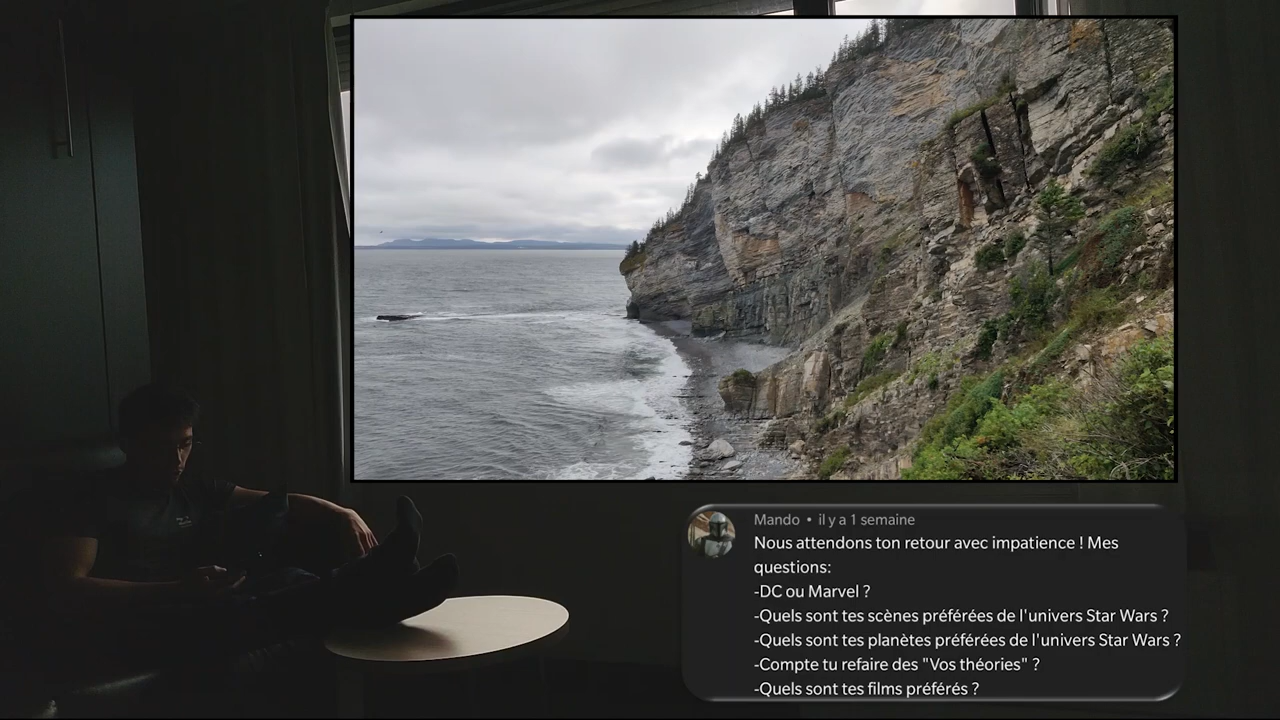 Mando • il y a 1 semaine
Nous attendons ton retour avec impatience ! Mes
questions:
-DC ou Marvel ?
-Quels sont tes scènes préférées de l'univers Star Wars ?
-Quels sont tes planètes préférées de l'univers Star Wars ?
-Compte tu refaire des "Vos théories" ?
-Quels sont tes films préférés ?